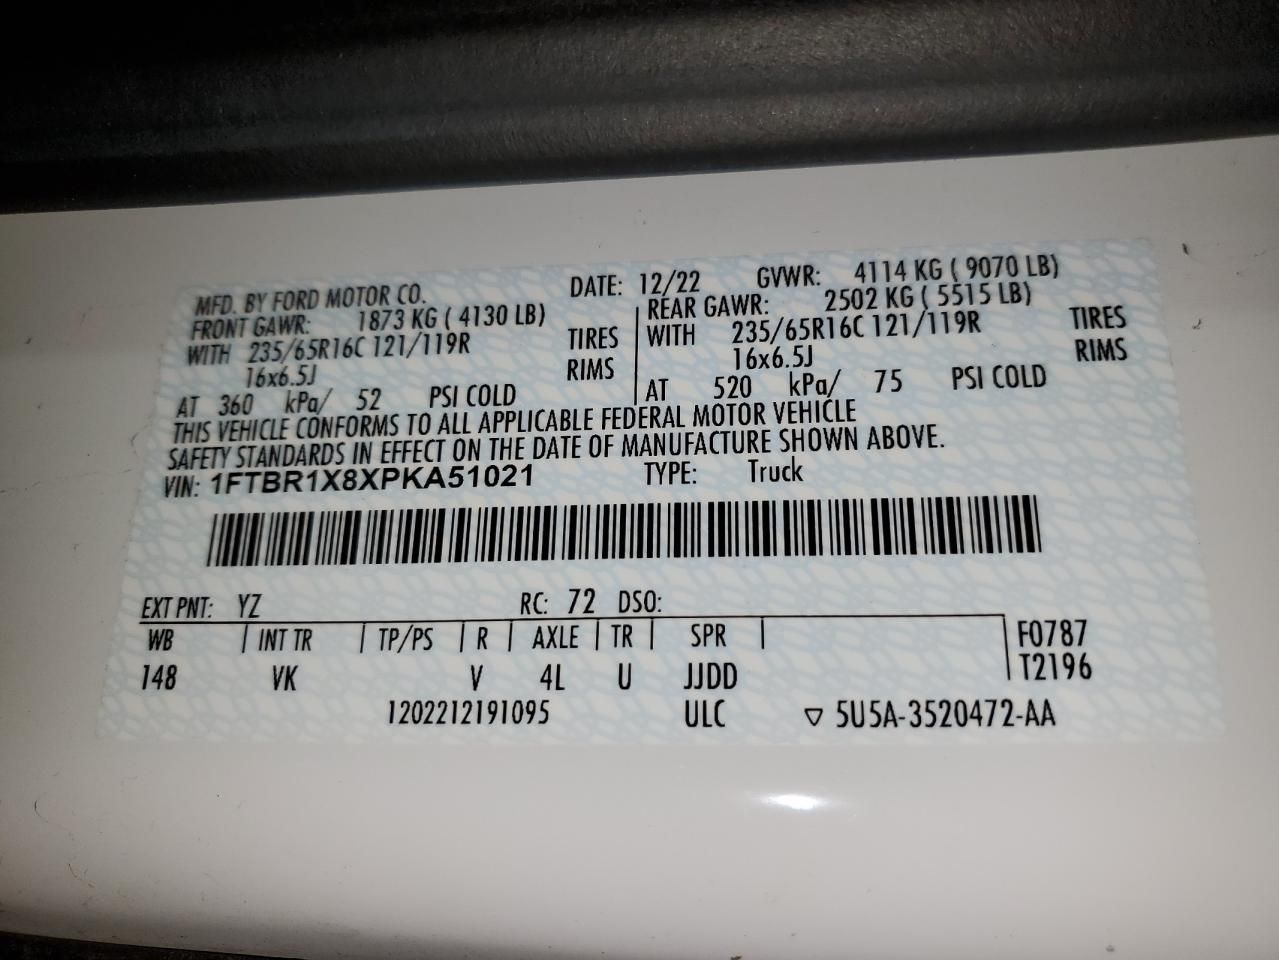 MFD. BY FORD MOTOR CO. DATE: 12/22 GVWR: 4114 KG ( 9070 LB)
FRONT GAWR: 1873 KG ( 4130 LB) REAR GAWR: 2502 KG ( 5515 LB)
WITH 235/65R16C 121/119R TIRES WITH 235/65R16C 121/119R TIRES
16x6.5J RIMS 16x6.5J RIMS
AT 360 kPa/ 52 PSI COLD AT 520 kPa/ 75 PSI COLD
THIS VEHICLE CONFORMS TO ALL APPLICABLE FEDERAL MOTOR VEHICLE
SAFETY STANDARDS IN EFFECT ON THE DATE OF MANUFACTURE SHOWN ABOVE.
VIN: 1FTBR1X8XPKA51021 TYPE: Truck
EXT PNT: YZ RC: 72 DSO:
WB INT TR TP/PS R AXLE TR SPR F0787
148 VK V 4L U JJDD T2196
1202212191095 ULC ▽ 5U5A-3520472-AA